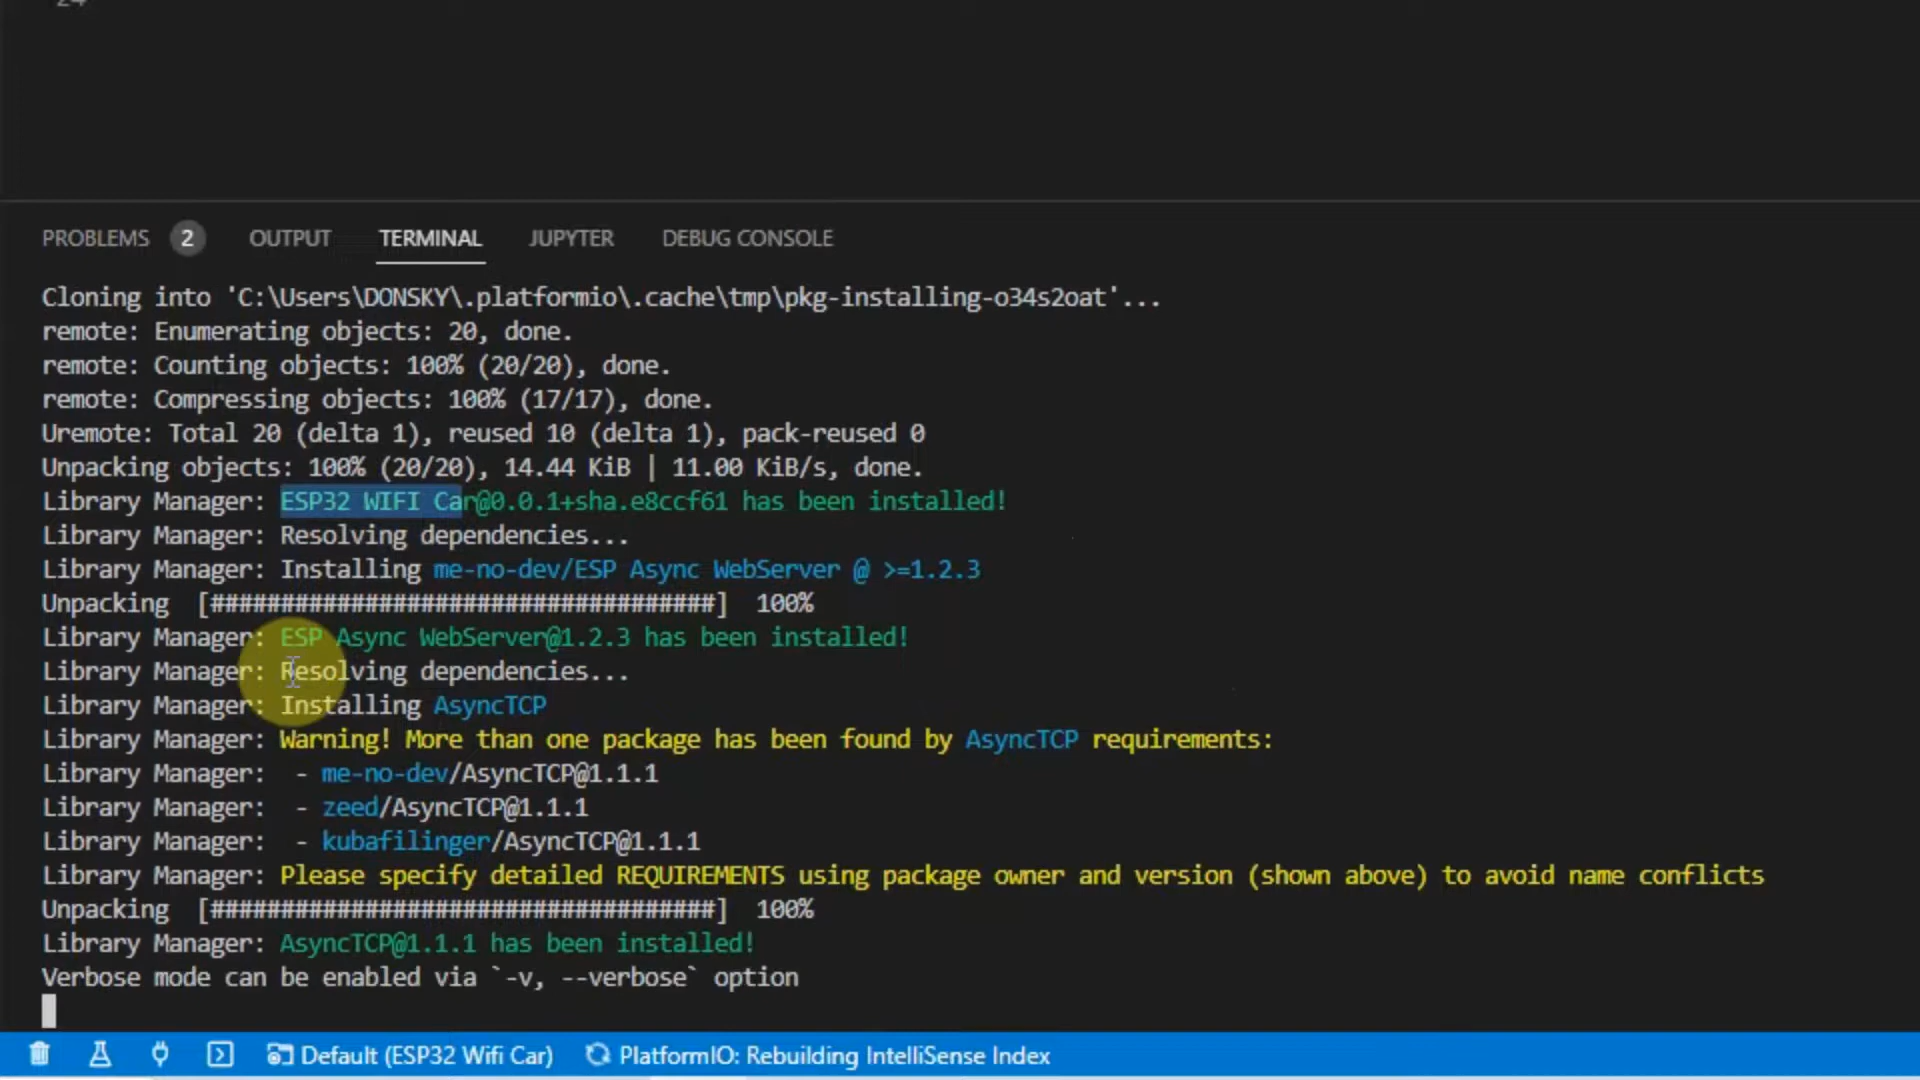 24
PROBLEMS 2 OUTPUT TERMINAL JUPYTER DEBUG CONSOLE
Cloning into 'C:\Users\DONSKY\.platformio\.cache\tmp\pkg-installing-o34s2oat'...
remote: Enumerating objects: 20, done.
remote: Counting objects: 100% (20/20), done.
remote: Compressing objects: 100% (17/17), done.
Uremote: Total 20 (delta 1), reused 10 (delta 1), pack-reused 0
Unpacking objects: 100% (20/20), 14.44 KiB | 11.00 KiB/s, done.
Library Manager: ESP32 WIFI Car@0.0.1+sha.e8ccf61 has been installed!
Library Manager: Resolving dependencies...
Library Manager: Installing me-no-dev/ESP Async WebServer @ >=1.2.3
Unpacking  [####################################]  100%
Library Manager: ESP Async WebServer@1.2.3 has been installed!
Library Manager: Resolving dependencies...
Library Manager: Installing AsyncTCP
Library Manager: Warning! More than one package has been found by AsyncTCP requirements:
Library Manager:  - me-no-dev/AsyncTCP@1.1.1
Library Manager:  - zeed/AsyncTCP@1.1.1
Library Manager:  - kubafilinger/AsyncTCP@1.1.1
Library Manager: Please specify detailed REQUIREMENTS using package owner and version (shown above) to avoid name conflicts
Unpacking  [####################################]  100%
Library Manager: AsyncTCP@1.1.1 has been installed!
Verbose mode can be enabled via `-v, --verbose` option
Default (ESP32 Wifi Car) PlatformIO: Rebuilding IntelliSense Index